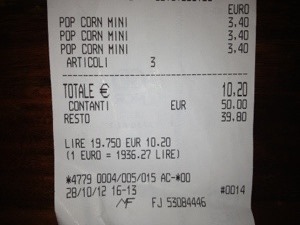 EURO
POP CORN MINI 3.40
POP CORN MINI 3.40
POP CORN MINI 3.40
ARTICOLI 3
TOTALE € 10.20
CONTANTI EUR 50.00
RESTO 39.80
LIRE 19.750 EUR 10.20
(1 EURO = 1936.27 LIRE)
*4779 0004/005/015 AC-*00
28/10/12 16-13 #0014
MF FJ 53084446